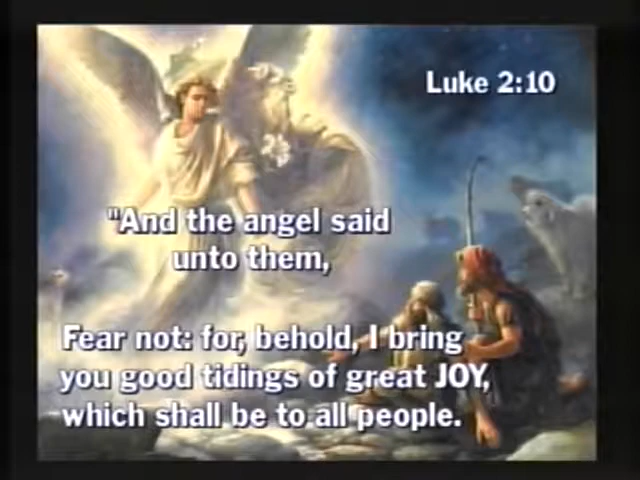 Luke 2:10
"And the angel said
unto them,
Fear not: for, behold, I bring
you good tidings of great JOY,
which shall be to all people.